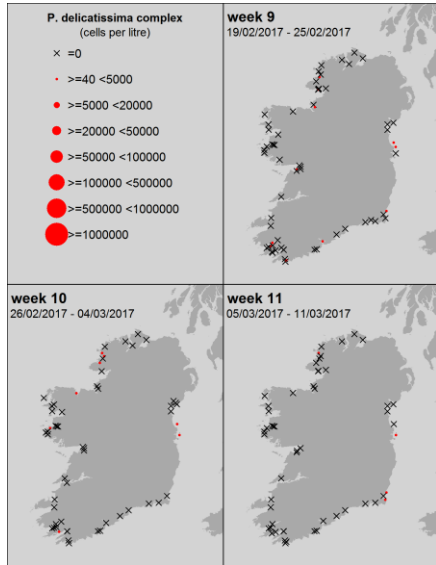 P. delicatissima complex
(cells per litre)
=0
>=40 <5000
>=5000 <20000
>=20000 <50000
>=50000 <100000
>=100000 <500000
>=500000 <1000000
>=1000000
week 9
19/02/2017 - 25/02/2017
week 10
26/02/2017 - 04/03/2017
week 11
05/03/2017 - 11/03/2017